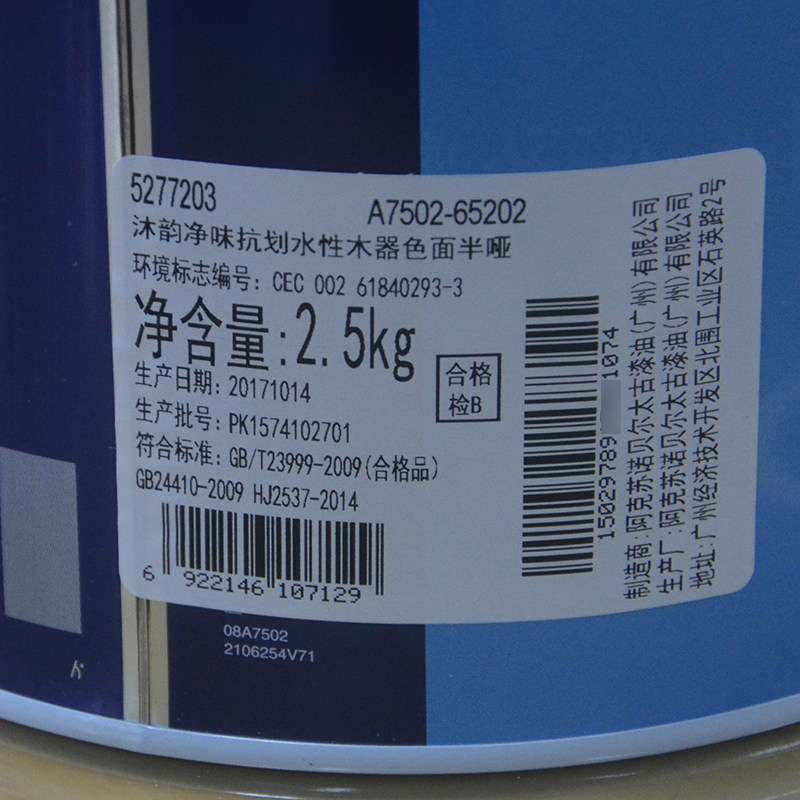 5277203
A7502-65202
沐韵净味抗划水性木器色面半哑
环境标志编号: CEC 002 61840293-3
净含量:2.5kg
生产日期: 20171014
合格
检B
生产批号: PK1574102701
符合标准: GB/T23999-2009(合格品)
GB24410-2009 HJ2537-2014
6 922146 107129
15029789 1074
制造商:阿克苏诺贝尔太古漆油(广州)有限公司
生产厂:阿克苏诺贝尔太古漆油(广州)有限公司
地址:广州经济技术开发区北围工业区石英路2号
08A7502
2106254V71